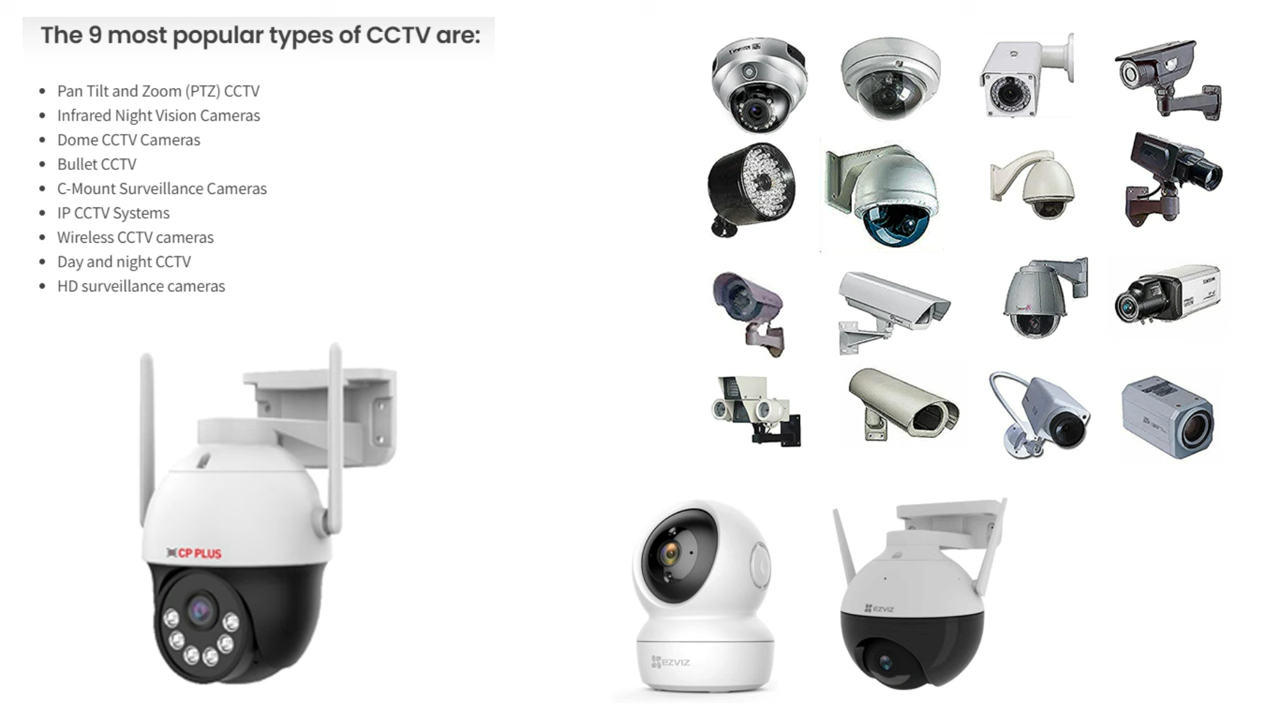 The 9 most popular types of CCTV are:
Pan Tilt and Zoom (PTZ) CCTV
Infrared Night Vision Cameras
Dome CCTV Cameras
Bullet CCTV
C-Mount Surveillance Cameras
IP CCTV Systems
Wireless CCTV cameras
Day and night CCTV
HD surveillance cameras
CP PLUS
EZVIZ
EZVIZ